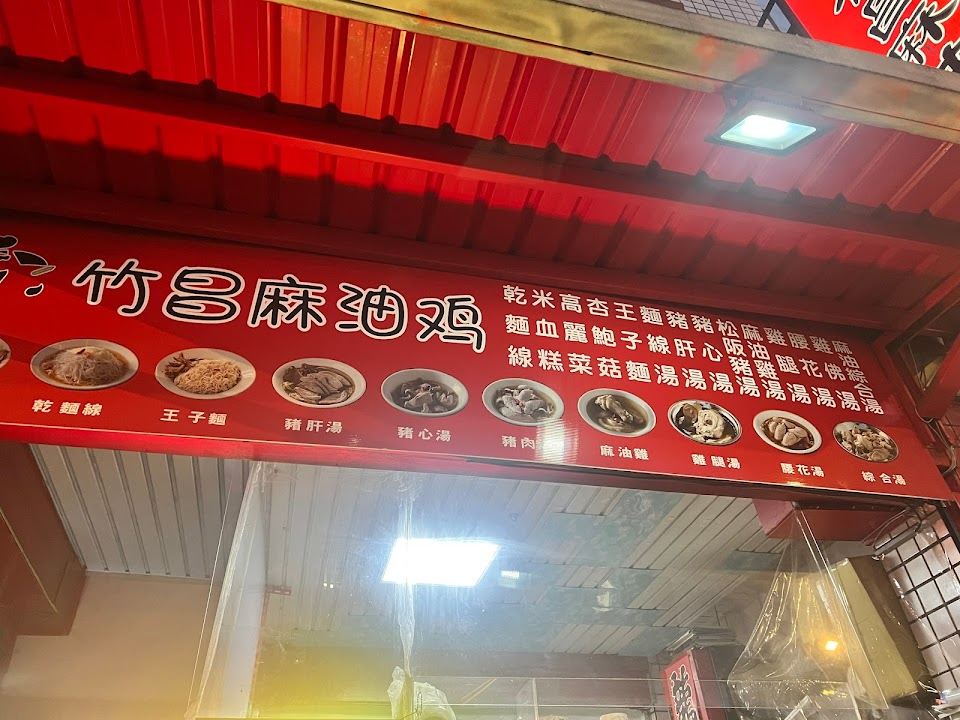 竹昌麻油鸡
乾麵線
米血糕
高麗菜
杏鮑菇
王子麵
麵線湯
豬肝湯
豬心湯
松阪豬湯
麻油雞湯
雞腿湯
腰花湯
雞佛湯
麻油綜合湯
乾麵線
王子麵
豬肝湯
豬心湯
豬肉
麻油雞
雞腿湯
腰花湯
綜合湯